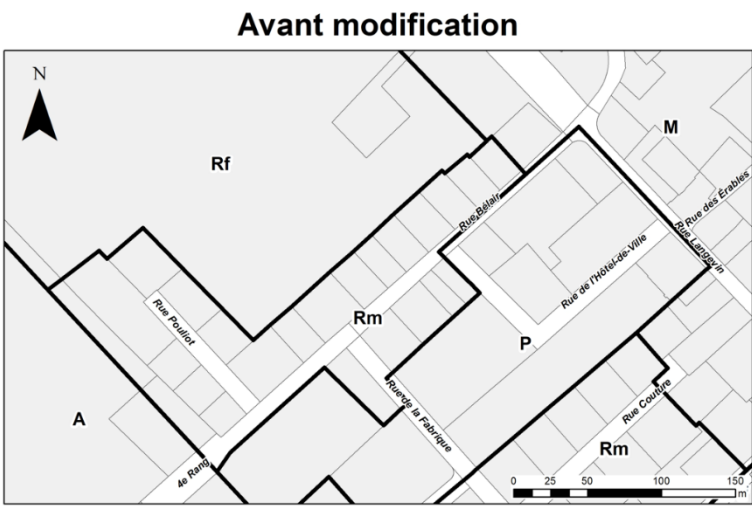 Avant modification
N
Rf
M
Rue des Érables
Rue Bélair
Rue Langevin
Rue de l'Hôtel-de-Ville
Rue Pouliot
Rm
P
A
Rue de la Fabrique
Rue Couture
Rm
4e Rang
0 25 50 100 150
m